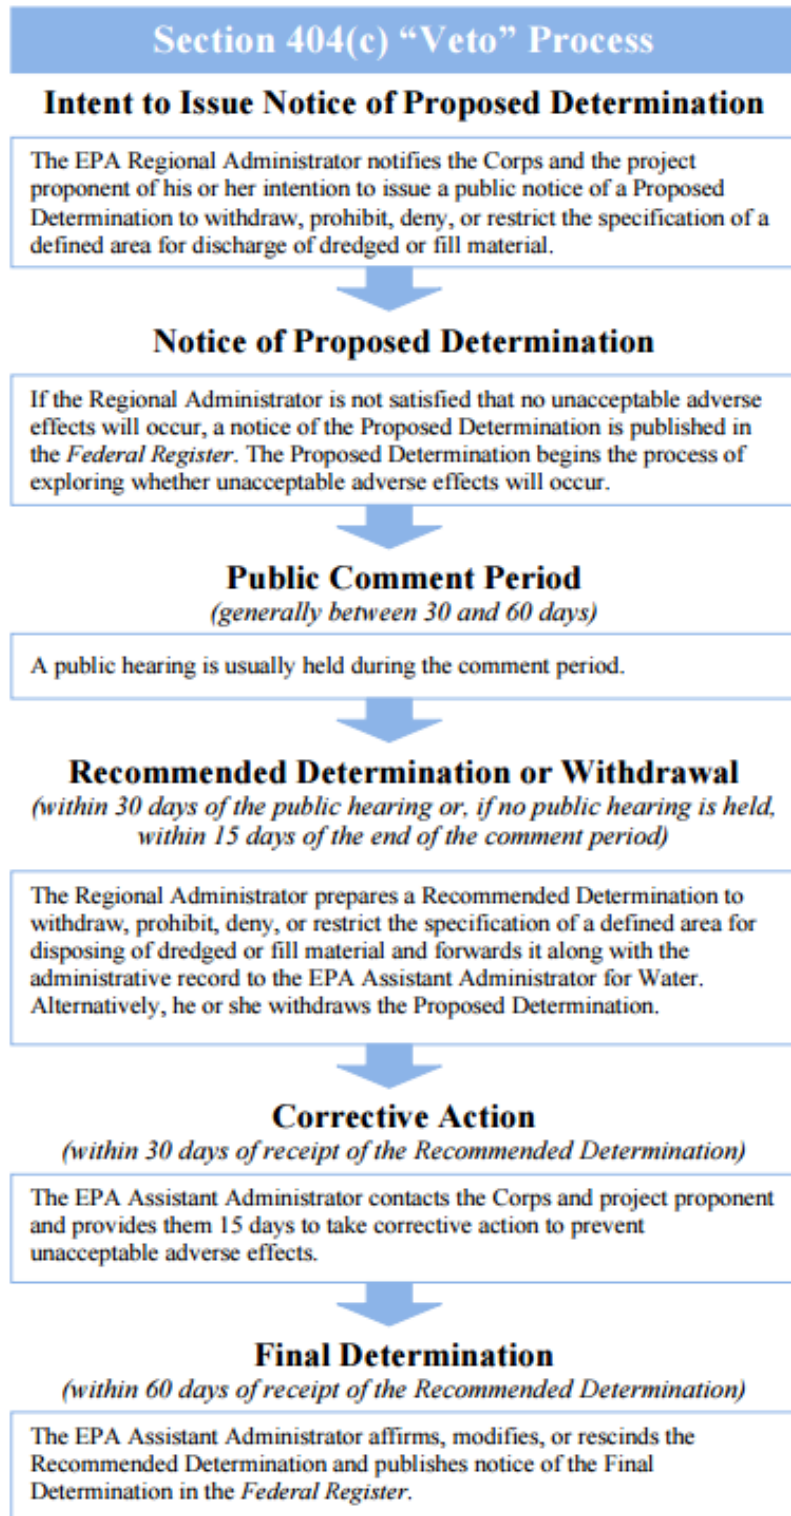 Section 404(c) “Veto” Process
Intent to Issue Notice of Proposed Determination
The EPA Regional Administrator notifies the Corps and the project
proponent of his or her intention to issue a public notice of a Proposed
Determination to withdraw, prohibit, deny, or restrict the specification of a
defined area for discharge of dredged or fill material.
Notice of Proposed Determination
If the Regional Administrator is not satisfied that no unacceptable adverse
effects will occur, a notice of the Proposed Determination is published in
the Federal Register. The Proposed Determination begins the process of
exploring whether unacceptable adverse effects will occur.
Public Comment Period
(generally between 30 and 60 days)
A public hearing is usually held during the comment period.
Recommended Determination or Withdrawal
(within 30 days of the public hearing or, if no public hearing is held,
within 15 days of the end of the comment period)
The Regional Administrator prepares a Recommended Determination to
withdraw, prohibit, deny, or restrict the specification of a defined area for
disposing of dredged or fill material and forwards it along with the
administrative record to the EPA Assistant Administrator for Water.
Alternatively, he or she withdraws the Proposed Determination.
Corrective Action
(within 30 days of receipt of the Recommended Determination)
The EPA Assistant Administrator contacts the Corps and project proponent
and provides them 15 days to take corrective action to prevent
unacceptable adverse effects.
Final Determination
(within 60 days of receipt of the Recommended Determination)
The EPA Assistant Administrator affirms, modifies, or rescinds the
Recommended Determination and publishes notice of the Final
Determination in the Federal Register.